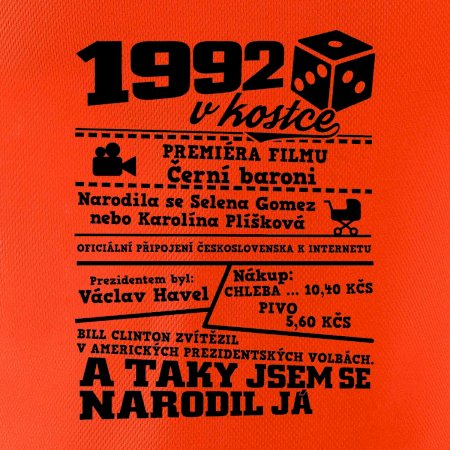 1992
v kostce
PREMIÉRA FILMU
Černí baroni
Narodila se Selena Gomez
nebo Karolína Plíšková
OFICIÁLNÍ PŘIPOJENÍ ČESKOSLOVENSKA K INTERNETU
Prezidentem byl:
Václav Havel
Nákup:
CHLEBA ... 10,40 KČS
PIVO
5,60 KČS
BILL CLINTON ZVÍTĚZIL
V AMERICKÝCH PREZIDENTSKÝCH VOLBÁCH.
A TAKY JSEM SE
NARODIL JÁ